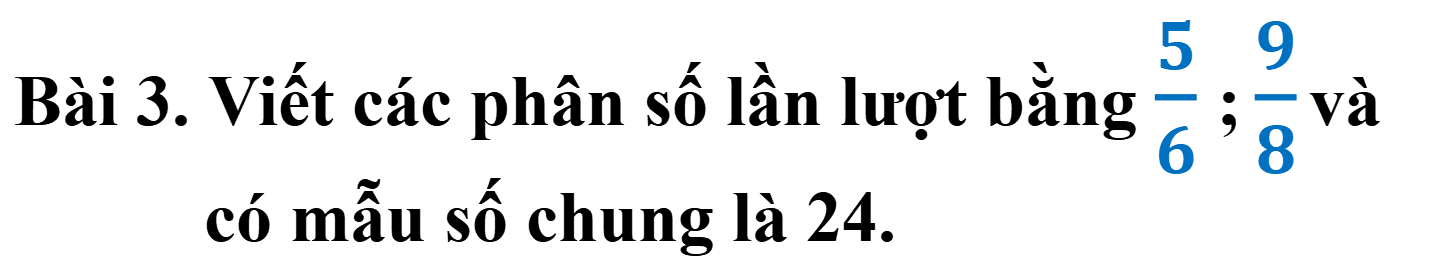 Bài 3. Viết các phân số lần lượt bằng 5/6 ; 9/8 và
có mẫu số chung là 24.